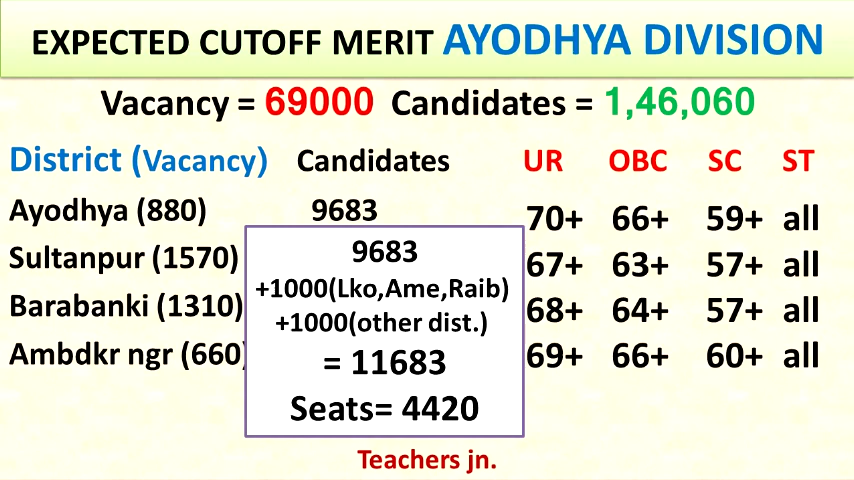 EXPECTED CUTOFF MERIT AYODHYA DIVISION
Vacancy = 69000 Candidates = 1,46,060
District (Vacancy) Candidates UR OBC SC ST
Ayodhya (880) 9683 70+ 66+ 59+ all
Sultanpur (1570) 67+ 63+ 57+ all
Barabanki (1310) 68+ 64+ 57+ all
Ambdkr ngr (660) 69+ 66+ 60+ all
9683
+1000(Lko,Ame,Raib)
+1000(other dist.)
= 11683
Seats= 4420
Teachers jn.